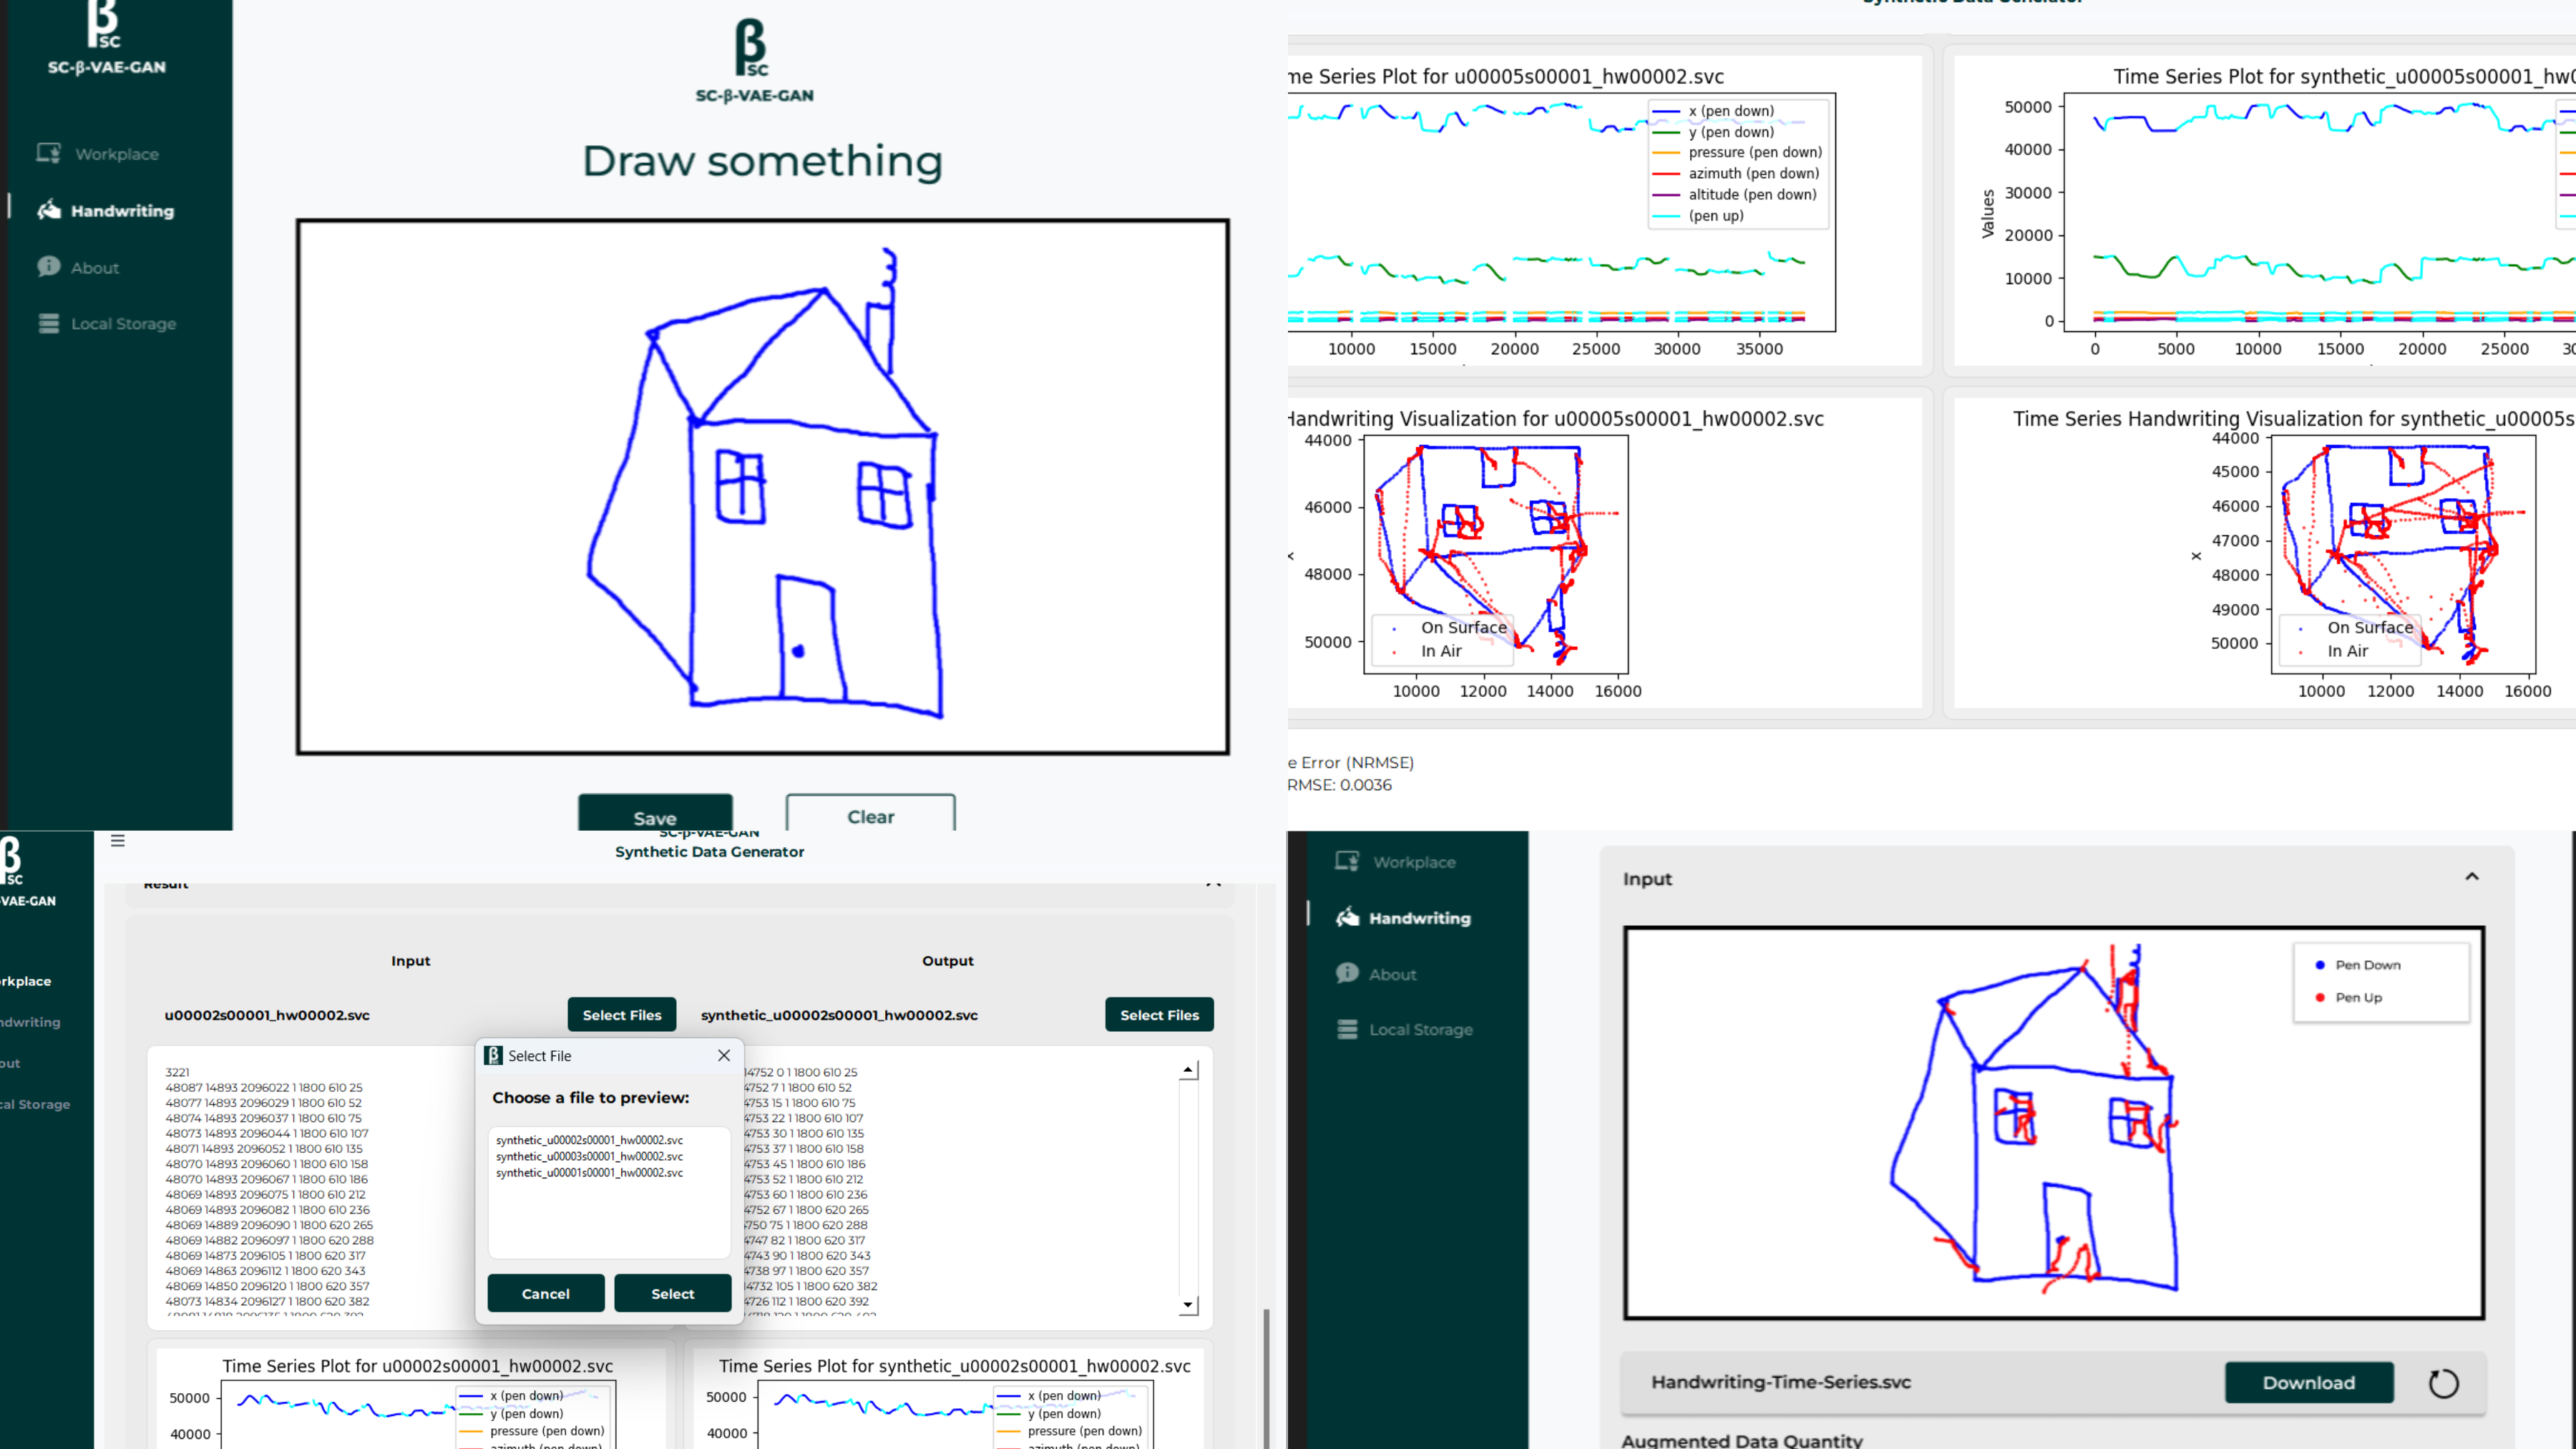 β
SC
SC-β-VAE-GAN
Workplace
Handwriting
About
Local Storage
β
SC
SC-β-VAE-GAN
Draw something
Save
Clear
Synthetic Data Generator
me Series Plot for u00005s00001_hw00002.svc
x (pen down)
y (pen down)
pressure (pen down)
azimuth (pen down)
altitude (pen down)
(pen up)
10000 15000 20000 25000 30000 35000
Time Series Plot for synthetic_u00005s00001_hw0
Values
50000
40000
30000
20000
10000
0
0 5000 10000 15000 20000 25000 30
Handwriting Visualization for u00005s00001_hw00002.svc
x
44000
46000
48000
50000
On Surface
In Air
10000 12000 14000 16000
Time Series Handwriting Visualization for synthetic_u00005s
x
44000
45000
46000
47000
48000
49000
50000
On Surface
In Air
10000 12000 14000 16000
e Error (NRMSE)
RMSE: 0.0036
β
SC
-VAE-GAN
rkplace
ndwriting
out
cal Storage
SC-β-VAE-GAN
Synthetic Data Generator
Result
Input
Output
u00002s00001_hw00002.svc
Select Files
synthetic_u00002s00001_hw00002.svc
Select Files
3221
48087 14893 2096022 1 1800 610 25
48077 14893 2096029 1 1800 610 52
48074 14893 2096037 1 1800 610 75
48073 14893 2096044 1 1800 610 107
48071 14893 2096052 1 1800 610 135
48070 14893 2096060 1 1800 610 158
48070 14893 2096067 1 1800 610 186
48069 14893 2096075 1 1800 610 212
48069 14893 2096082 1 1800 610 236
48069 14889 2096090 1 1800 620 265
48069 14882 2096097 1 1800 620 288
48069 14873 2096105 1 1800 620 317
48069 14863 2096112 1 1800 620 343
48069 14850 2096120 1 1800 620 357
48073 14834 2096127 1 1800 620 382
Select File
Choose a file to preview:
synthetic_u00002s00001_hw00002.svc
synthetic_u00003s00001_hw00002.svc
synthetic_u00001s00001_hw00002.svc
Cancel
Select
14752 0 1 1800 610 25
4752 7 1 1800 610 52
4753 15 1 1800 610 75
4753 22 1 1800 610 107
4753 30 1 1800 610 135
4753 37 1 1800 610 158
4753 45 1 1800 610 186
4753 52 1 1800 610 212
4753 60 1 1800 610 236
4752 67 1 1800 620 265
4750 75 1 1800 620 288
4747 82 1 1800 620 317
4743 90 1 1800 620 343
4738 97 1 1800 620 357
14732 105 1 1800 620 382
4726 112 1 1800 620 392
Time Series Plot for u00002s00001_hw00002.svc
50000
40000
x (pen down)
y (pen down)
pressure (pen down)
azimuth (pen down)
Time Series Plot for synthetic_u00002s00001_hw00002.svc
50000
40000
x (pen down)
y (pen down)
pressure (pen down)
azimuth (pen down)
Workplace
Handwriting
About
Local Storage
Input
Pen Down
Pen Up
Handwriting-Time-Series.svc
Download
Augmented Data Quantity